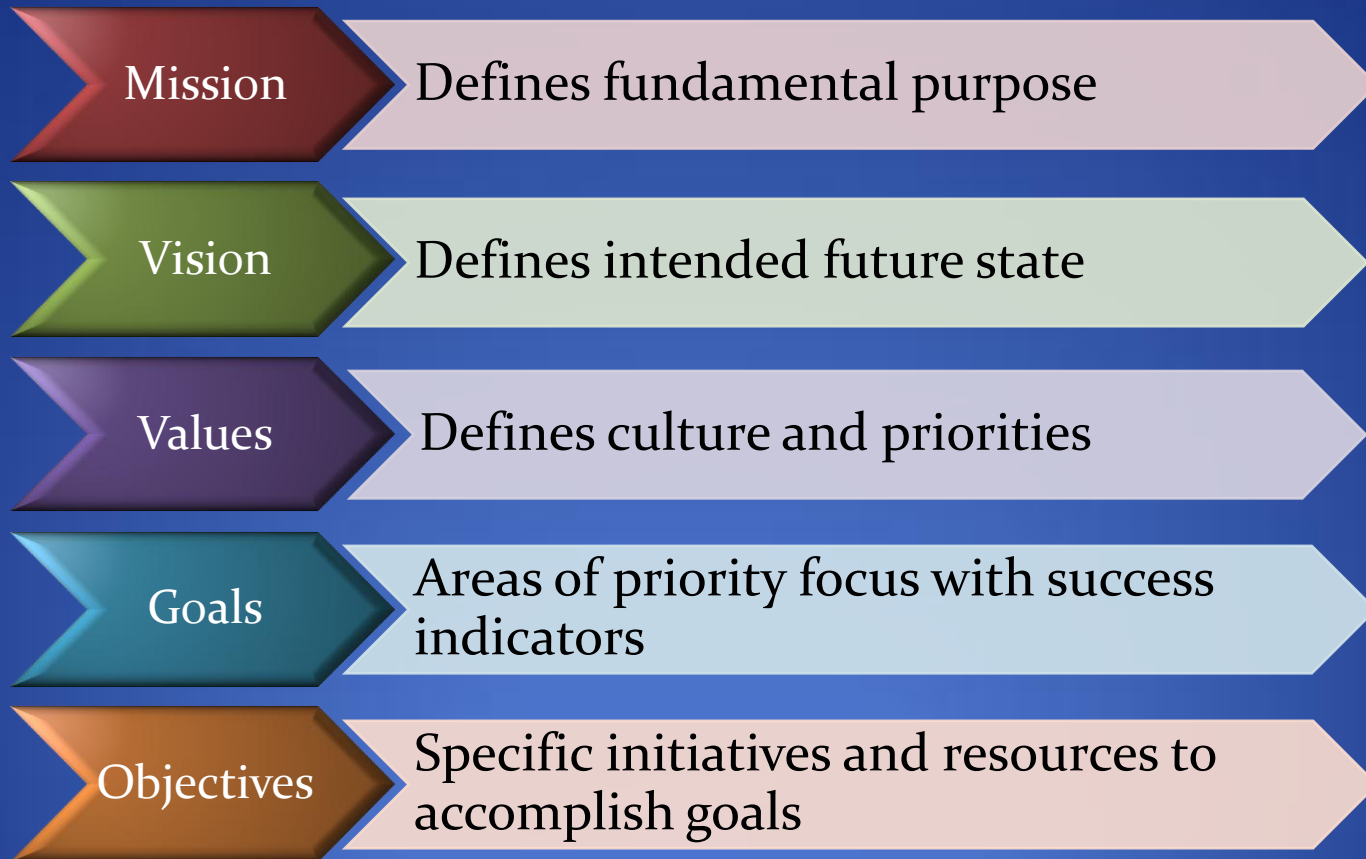 Mission
Defines fundamental purpose
Vision
Defines intended future state
Values
Defines culture and priorities
Goals
Areas of priority focus with success
indicators
Objectives
Specific initiatives and resources to
accomplish goals